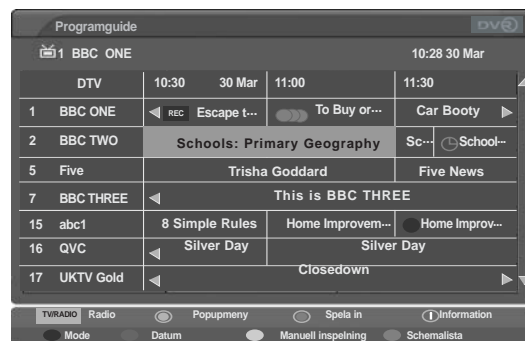 Programguide DVR
1 BBC ONE 10:28 30 Mar
DTV 10:30 30 Mar 11:00 11:30
1 BBC ONE REC Escape t... To Buy or... Car Booty
2 BBC TWO Schools: Primary Geography Sc... School...
5 Five Trisha Goddard Five News
7 BBC THREE This is BBC THREE
15 abc1 8 Simple Rules Home Improvem... Home Improv...
16 QVC Silver Day Silver Day
17 UKTV Gold Closedown
TV/RADIO Radio Popupmeny Spela in Information
Mode Datum Manuell inspelning Schemalista